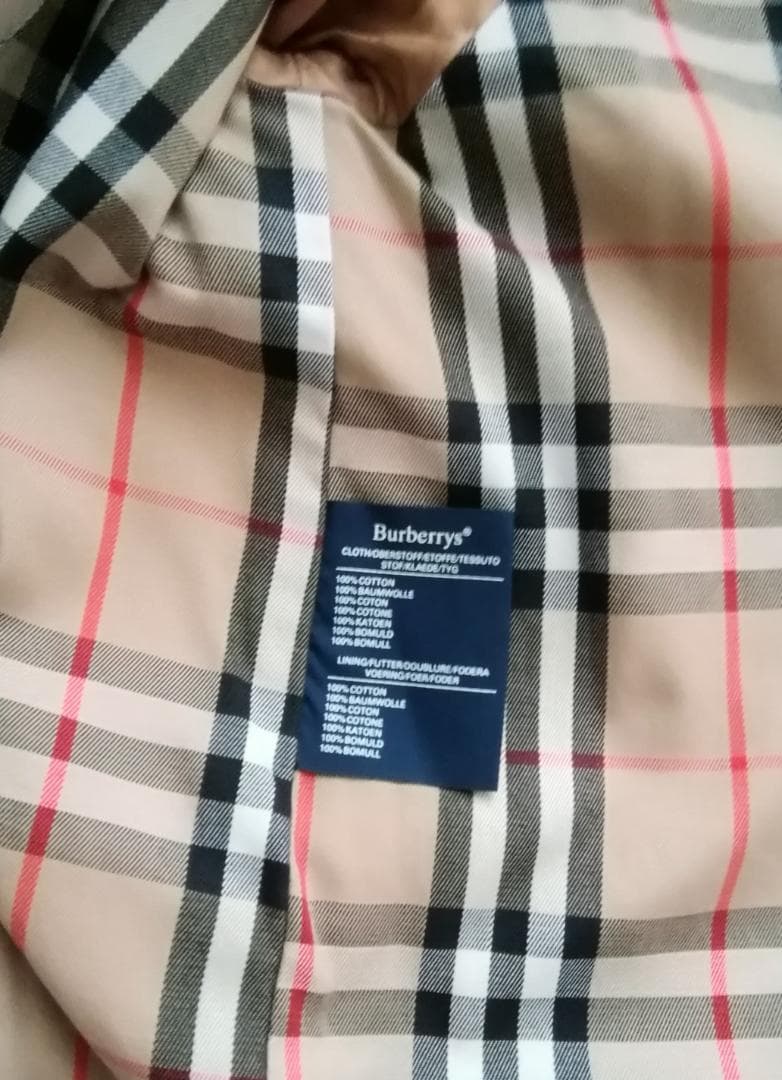 Burberrys®
CLOTH/OBERSTOFF/ETOFFE/TESSUTO
STOF/KLAEDE/TYG
100% COTTON
100% BAUMWOLLE
100% COTON
100% COTONE
100% KATOEN
100% BOMULD
100% BOMULL
LINING/FUTTER/DOUBLURE/FODERA
VOERING/FOER/FODER
100% COTTON
100% BAUMWOLLE
100% COTON
100% COTONE
100% KATOEN
100% BOMULD
100% BOMULL